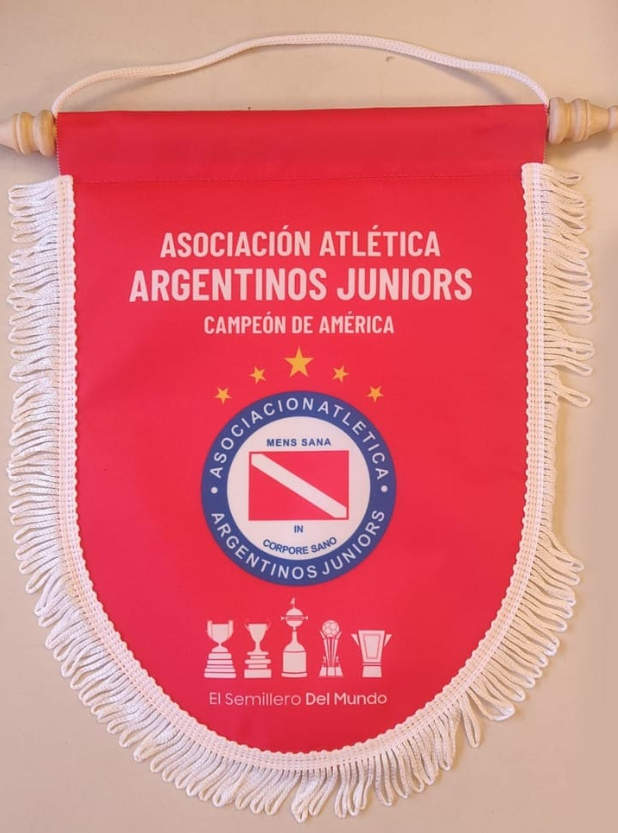 ASOCIACIÓN ATLÉTICA
ARGENTINOS JUNIORS
CAMPEÓN DE AMÉRICA
ASOCIACION ATLETICA
MENS SANA
IN
CORPORE SANO
ARGENTINOS JUNIORS
El Semillero Del Mundo